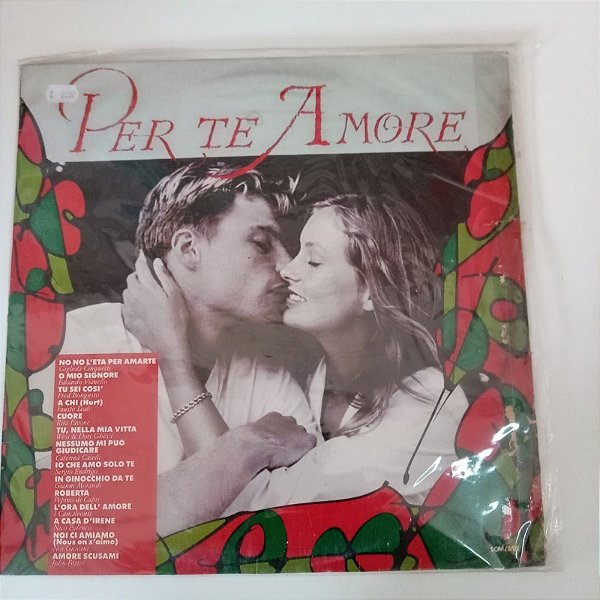 PER TE AMORE
NO NO L'ETA PER AMARTE
Gigliola Cinquetti
O MIO SIGNORE
Edoardo Vianello
TU SEI COSI'
Fred Bongusto
A CHI (Hurt)
Fausto Leali
CUORE
Rita Pavone
TU, NELLA MIA VITTA
Wess & Dori Ghezzi
NESSUMO MI PUÒ
GIUDICARE
Caterina Caselli
IO CHE AMO SOLO TE
Sergio Endrigo
IN GINOCCHIO DA TE
Gianni Morandi
ROBERTA
Pepino di Capri
L'ORA DELL' AMORE
I Camaleonti
A CASA D'IRENE
Nico Fidenco
NOI CI AMIAMO
(Nous on s'aime)
AMORE SCUSAMI
John Foster